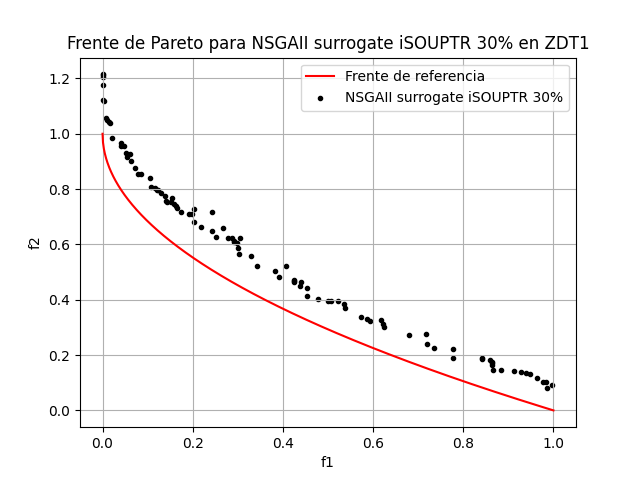 Frente de Pareto para NSGAII surrogate iSOUPTR 30% en ZDT1
Frente de referencia
NSGAII surrogate iSOUPTR 30%
f2
1.2
1.0
0.8
0.6
0.4
0.2
0.0
0.0 0.2 0.4 0.6 0.8 1.0
f1